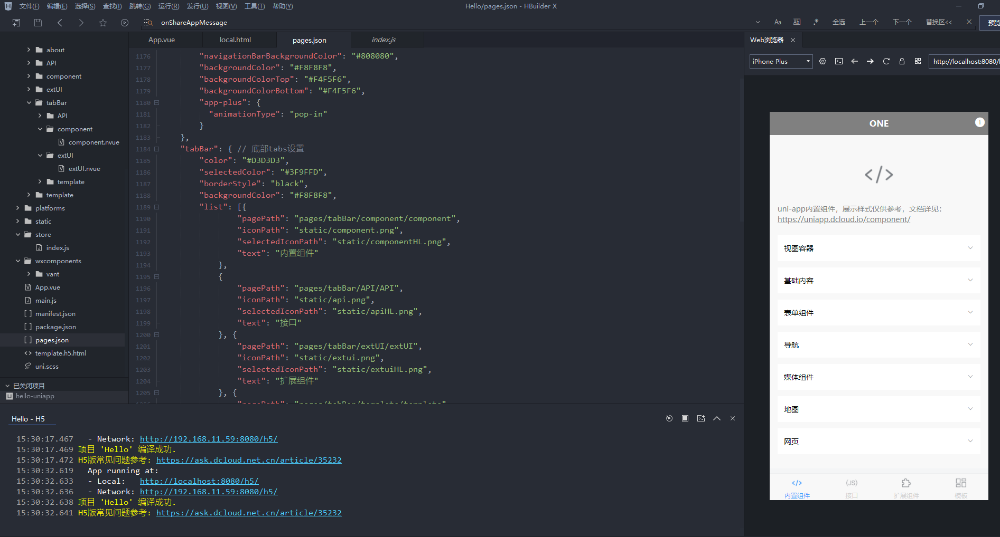 文件(F) 编辑(E) 选择(S) 查找(I) 跳转(G) 运行(R) 发行(U) 视图(V) 工具(T) 帮助(Y)
Hello/pages.json - HBuilder X
onShareAppMessage
Aa Ab .* 全选 上一个 下一个 替换区<< 预览
about
API
component
extUI
tabBar
API
component
component.nvue
extUI
extUI.nvue
template
template
platforms
static
store
index.js
wxcomponents
vant
App.vue
main.js
manifest.json
package.json
pages.json
template.h5.html
uni.scss
已关闭项目
hello-uniapp
App.vue local.html pages.json index.js
1176 "navigationBarBackgroundColor": "#808080",
1177 "backgroundColor": "#F8F8F8",
1178 "backgroundColorTop": "#F4F5F6",
1179 "backgroundColorBottom": "#F4F5F6",
1180 "app-plus": {
1181 "animationType": "pop-in"
1182 }
1183 },
1184 "tabBar": { // 底部tabs设置
1185 "color": "#D3D3D3",
1186 "selectedColor": "#3F9FFD",
1187 "borderStyle": "black",
1188 "backgroundColor": "#F8F8F8",
1189 "list": [{
1190 "pagePath": "pages/tabBar/component/component",
1191 "iconPath": "static/component.png",
1192 "selectedIconPath": "static/componentHL.png",
1193 "text": "内置组件"
1194 },
1195 {
1196 "pagePath": "pages/tabBar/API/API",
1197 "iconPath": "static/api.png",
1198 "selectedIconPath": "static/apiHL.png",
1199 "text": "接口"
1200 }, {
1201 "pagePath": "pages/tabBar/extUI/extUI",
1202 "iconPath": "static/extui.png",
1203 "selectedIconPath": "static/extuiHL.png",
1204 "text": "扩展组件"
1205 }, {
"pagePath": "pages/tabBar/template/template"
Hello - H5
15:30:17.467 - Network: http://192.168.11.59:8080/h5/
15:30:17.469 项目 'Hello' 编译成功.
15:30:17.472 H5版常见问题参考: https://ask.dcloud.net.cn/article/35232
15:30:32.619 App running at:
15:30:32.633 - Local: http://localhost:8080/h5/
15:30:32.636 - Network: http://192.168.11.59:8080/h5/
15:30:32.638 项目 'Hello' 编译成功.
15:30:32.641 H5版常见问题参考: https://ask.dcloud.net.cn/article/35232
Web浏览器
iPhone Plus
http://localhost:8080/
ONE
</>
uni-app内置组件，展示样式仅供参考，文档详见：
https://uniapp.dcloud.io/component/
视图容器
基础内容
表单组件
导航
媒体组件
地图
网页
</> (JS)
内置组件 接口 扩展组件 模板